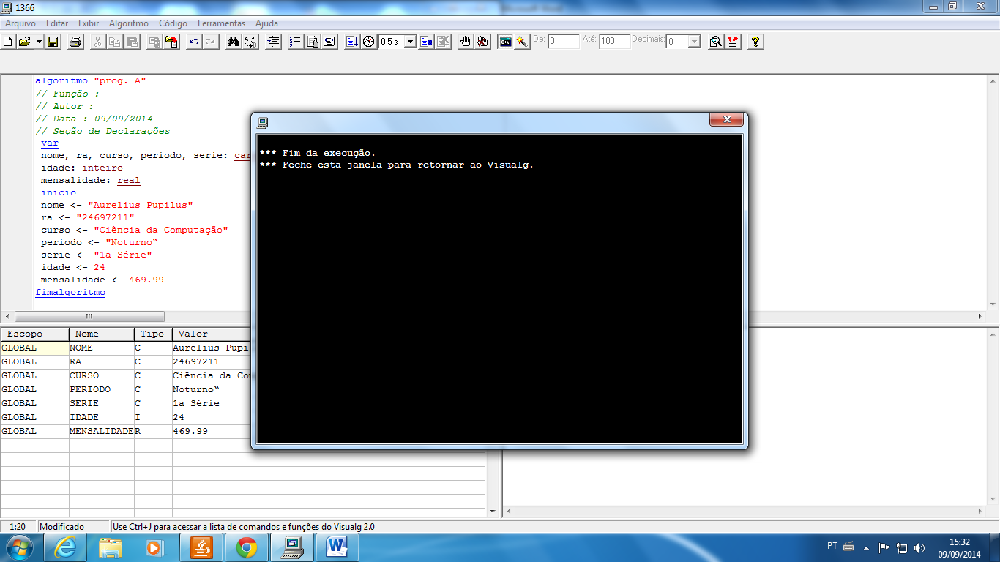 1366
Arquivo Editar Exibir Algoritmo Código Ferramentas Ajuda
0,5 s De: 0 Até: 100 Decimais: 0
algoritmo "prog. A"
// Função :
// Autor :
// Data : 09/09/2014
// Seção de Declarações
var
nome, ra, curso, periodo, serie: car
idade: inteiro
mensalidade: real
inicio
nome <- "Aurelius Pupilus"
ra <- "24697211"
curso <- "Ciência da Computação"
periodo <- "Noturno“
serie <- "1a Série"
idade <- 24
mensalidade <- 469.99
fimalgoritmo
*** Fim da execução.
*** Feche esta janela para retornar ao Visualg.
Escopo Nome Tipo Valor
GLOBAL NOME C Aurelius Pupi
GLOBAL RA C 24697211
GLOBAL CURSO C Ciência da Co
GLOBAL PERIODO C Noturno“
GLOBAL SERIE C 1a Série
GLOBAL IDADE I 24
GLOBAL MENSALIDADE R 469.99
1:20 Modificado Use Ctrl+J para acessar a lista de comandos e funções do Visualg 2.0
PT 15:32
09/09/2014